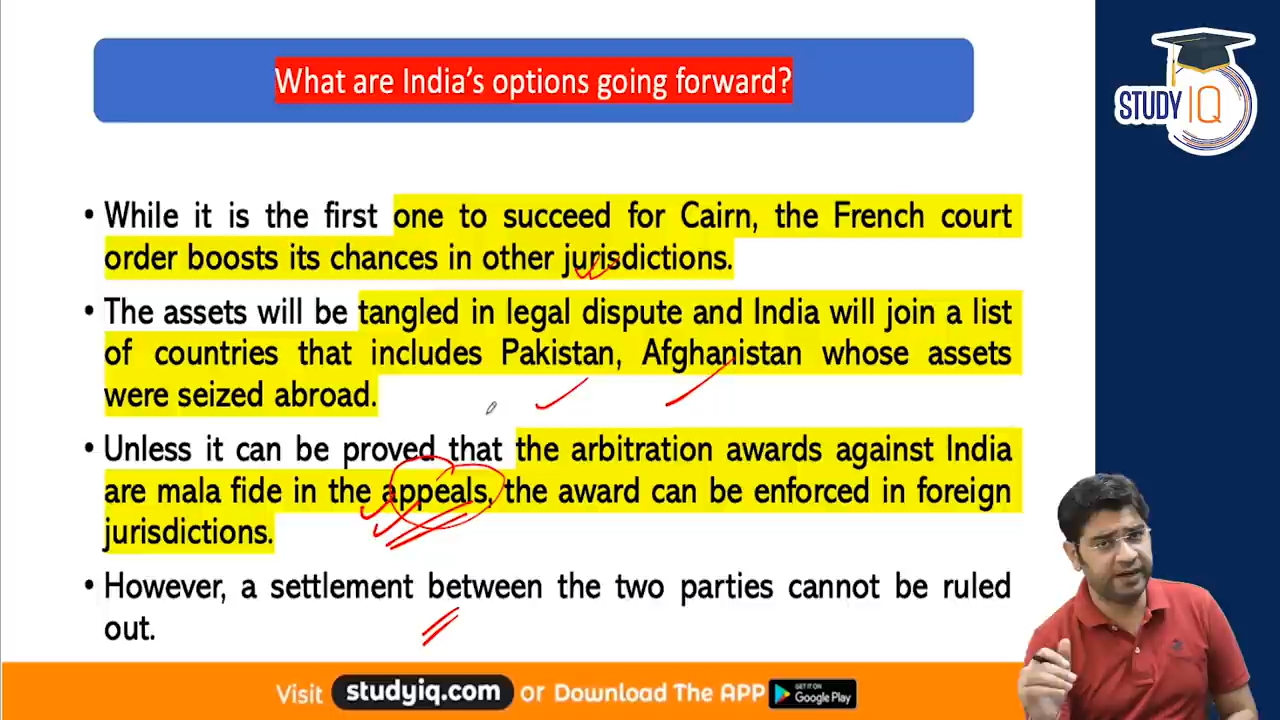 What are India's options going forward?
STUDY IQ
• While it is the first one to succeed for Cairn, the French court
order boosts its chances in other jurisdictions.
• The assets will be tangled in legal dispute and India will join a list
of countries that includes Pakistan, Afghanistan whose assets
were seized abroad.
• Unless it can be proved that the arbitration awards against India
are mala fide in the appeals, the award can be enforced in foreign
jurisdictions.
• However, a settlement between the two parties cannot be ruled
out.
Visit studyiq.com or Download The APP GET IT ON Google Play